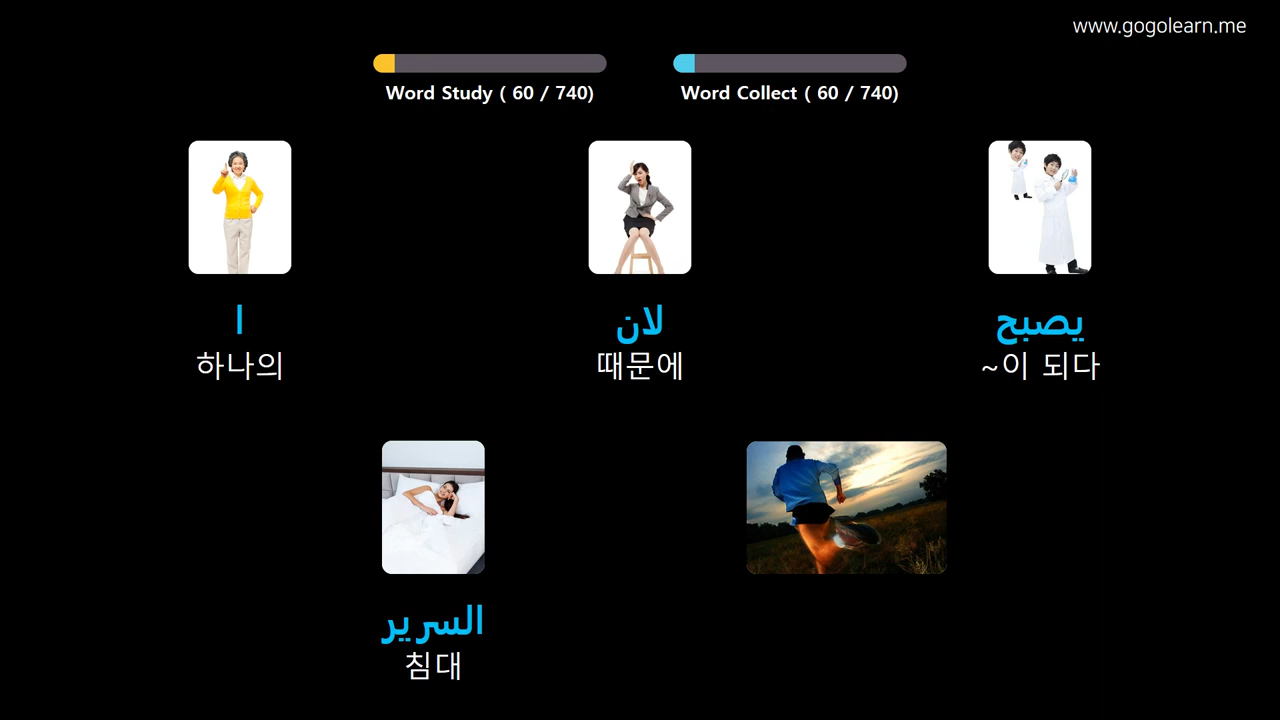 www.gogolearn.me
Word Study ( 60 / 740)
Word Collect ( 60 / 740)
ا
하나의
لان
때문에
يصبح
~이 되다
السرير
침대